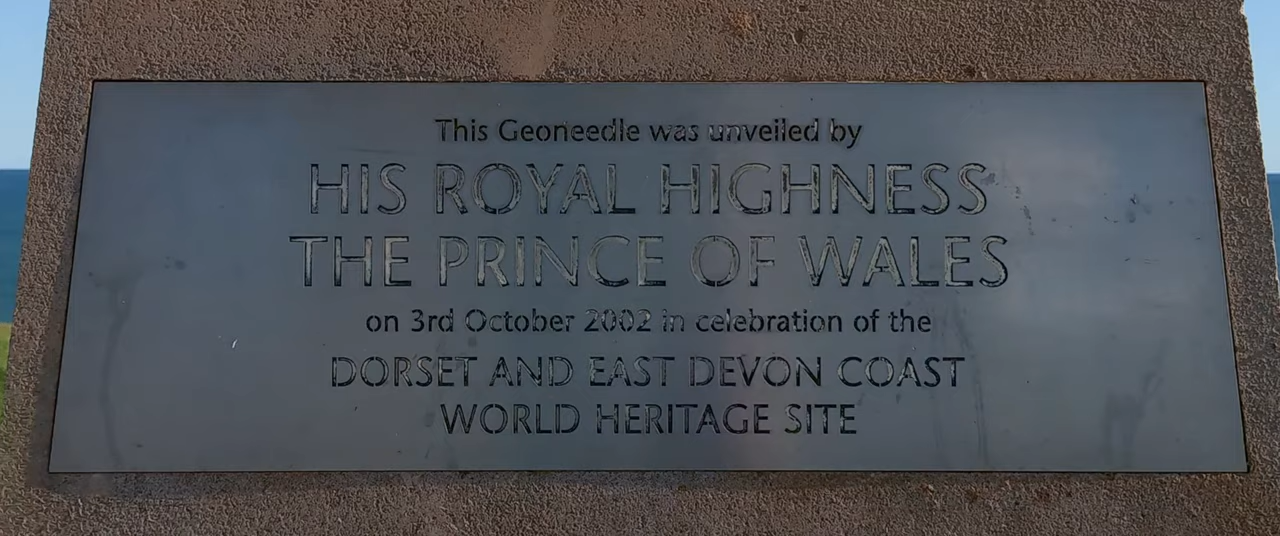 This Geoneedle was unveiled by
HIS ROYAL HIGHNESS
THE PRINCE OF WALES
on 3rd October 2002 in celebration of the
DORSET AND EAST DEVON COAST
WORLD HERITAGE SITE